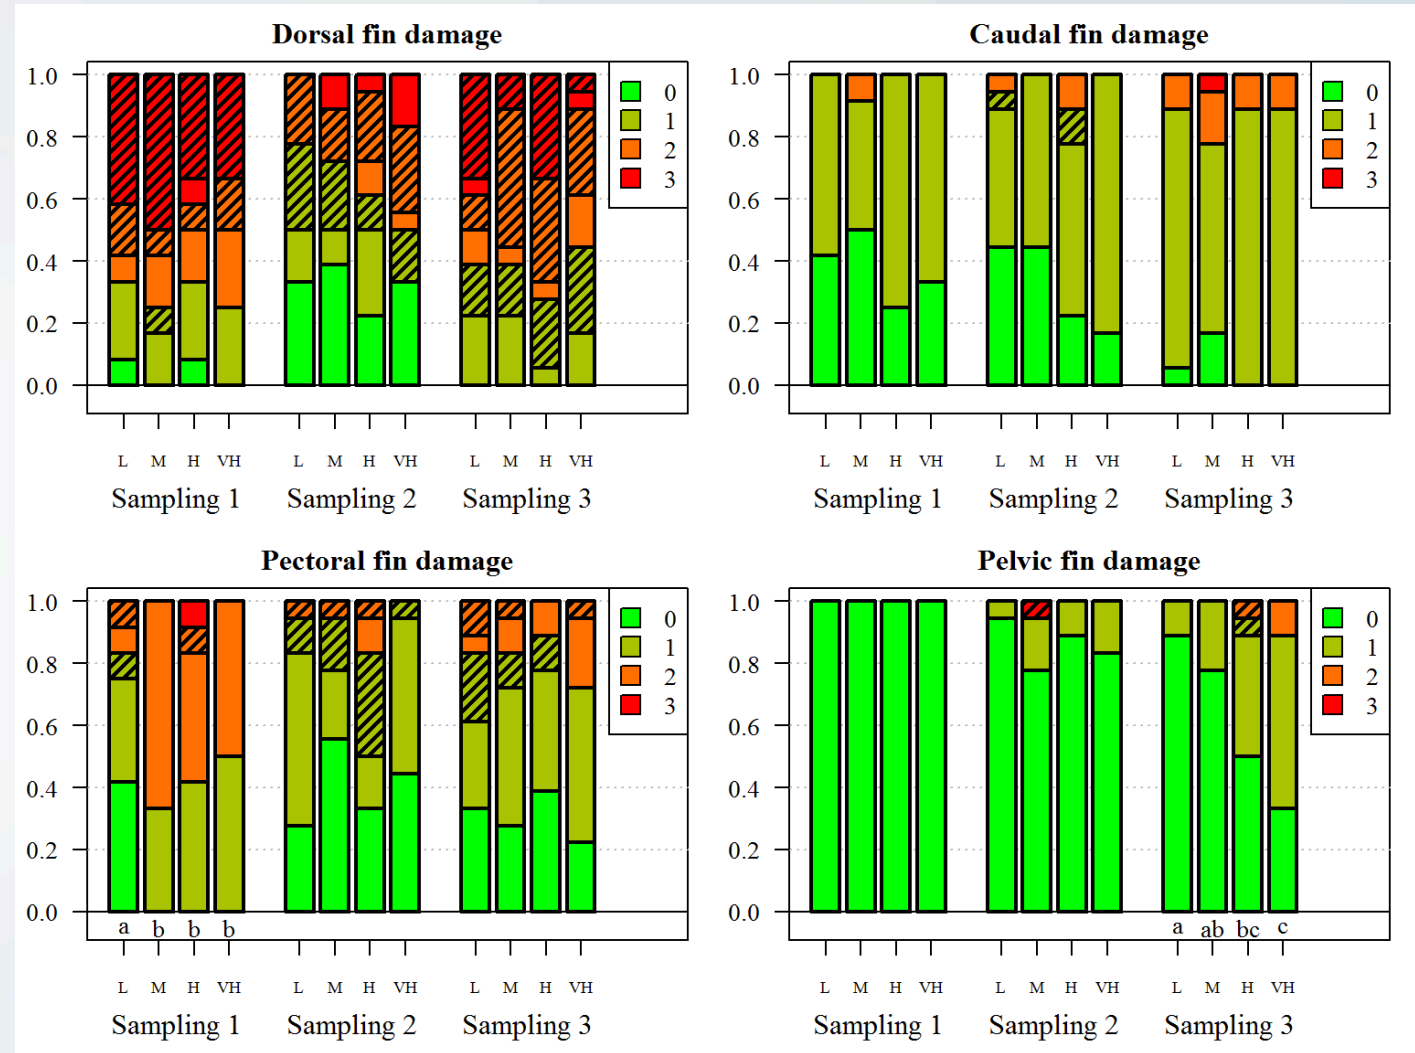 Dorsal fin damage
1.0
0.8
0.6
0.4
0.2
0.0
0
1
2
3
L M H VH L M H VH L M H VH
Sampling 1 Sampling 2 Sampling 3
Caudal fin damage
1.0
0.8
0.6
0.4
0.2
0.0
0
1
2
3
L M H VH L M H VH L M H VH
Sampling 1 Sampling 2 Sampling 3
Pectoral fin damage
1.0
0.8
0.6
0.4
0.2
0.0
0
1
2
3
a b b b
L M H VH L M H VH L M H VH
Sampling 1 Sampling 2 Sampling 3
Pelvic fin damage
1.0
0.8
0.6
0.4
0.2
0.0
0
1
2
3
a ab bc c
L M H VH L M H VH L M H VH
Sampling 1 Sampling 2 Sampling 3